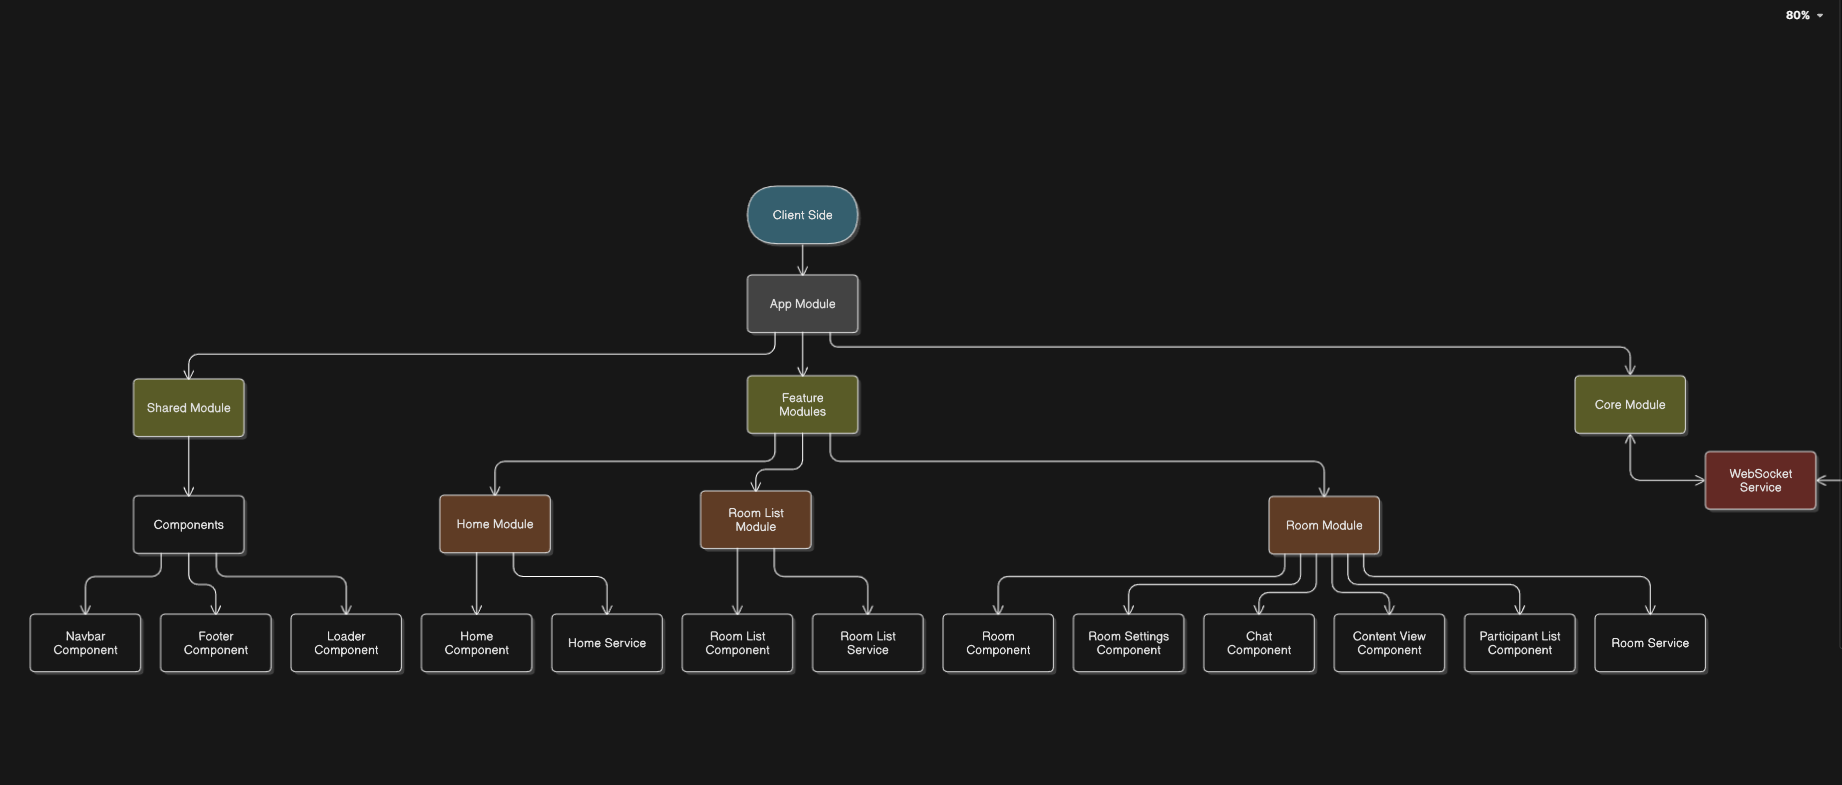 80%
Client Side
App Module
Shared Module
Feature
Modules
Core Module
WebSocket
Service
Components
Home Module
Room List
Module
Room Module
Navbar
Component
Footer
Component
Loader
Component
Home
Component
Home Service
Room List
Component
Room List
Service
Room
Component
Room Settings
Component
Chat
Component
Content View
Component
Participant List
Component
Room Service